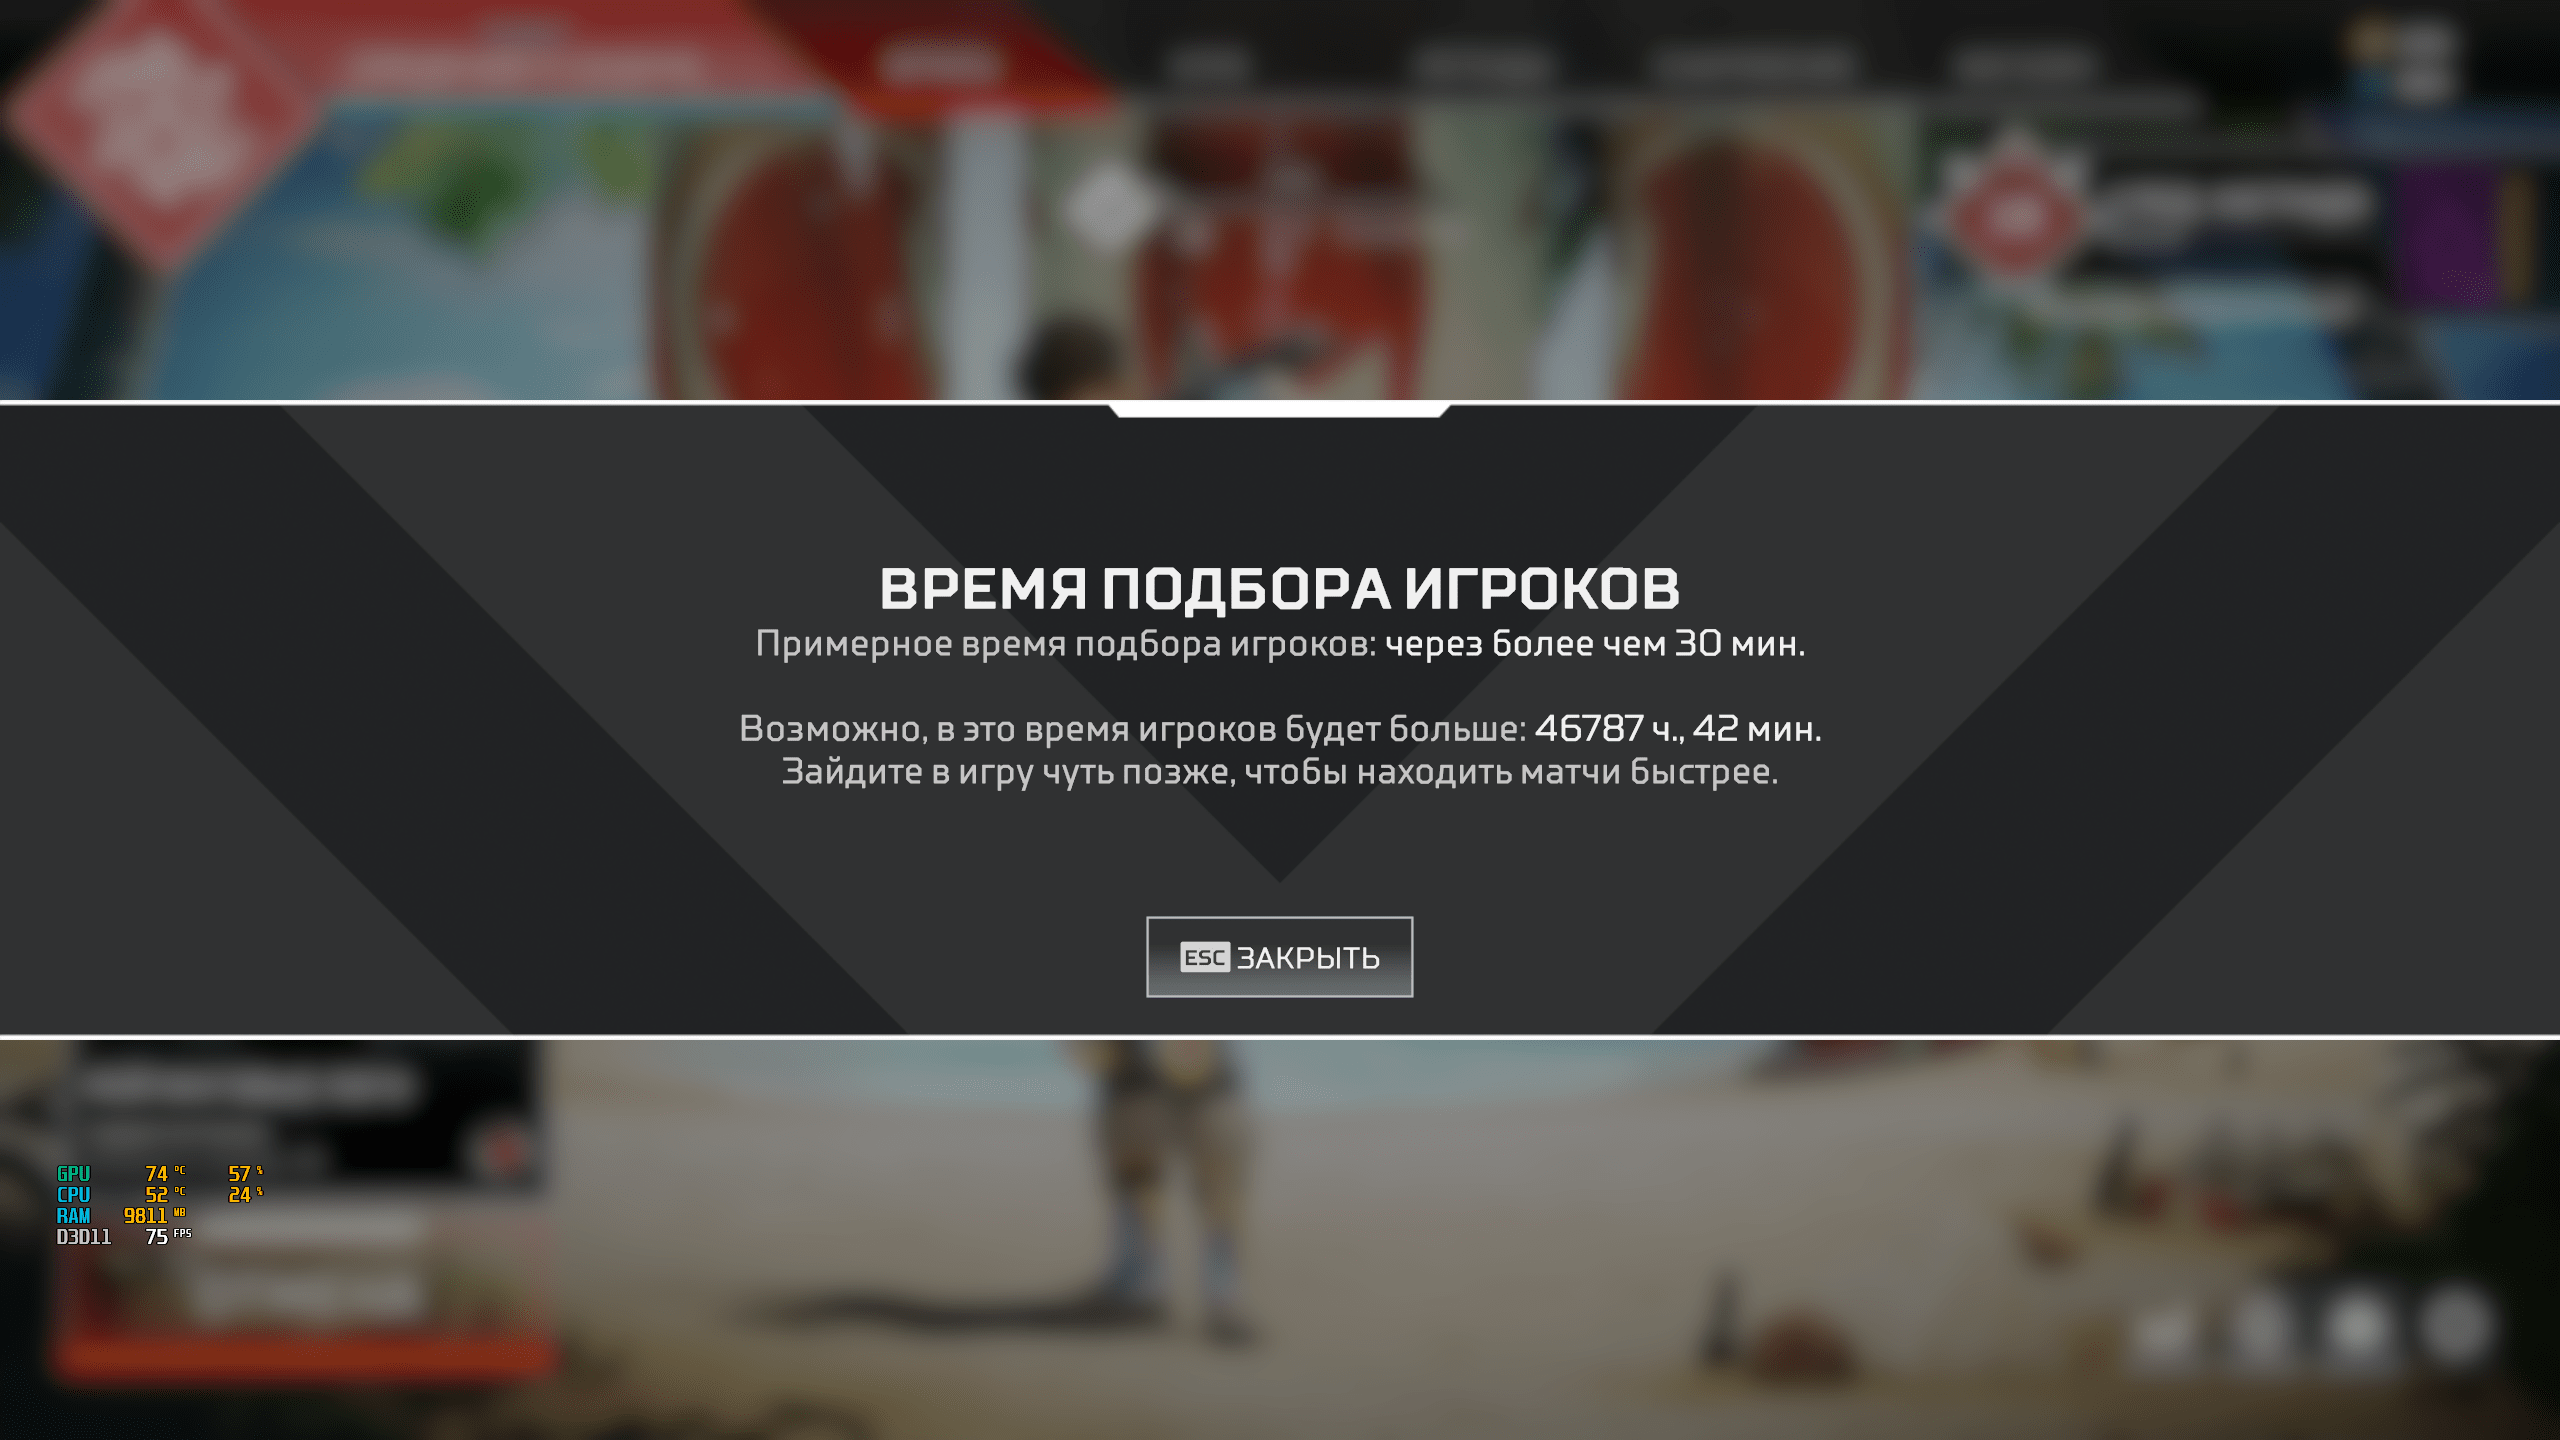 ВРЕМЯ ПОДБОРА ИГРОКОВ
Примерное время подбора игроков: через более чем 30 мин.
Возможно, в это время игроков будет больше: 46787 ч., 42 мин.
Зайдите в игру чуть позже, чтобы находить матчи быстрее.
ESC ЗАКРЫТЬ
GPU 74 °C 57 %
CPU 52 °C 24 %
RAM 9811 MB
D3D11 75 FPS